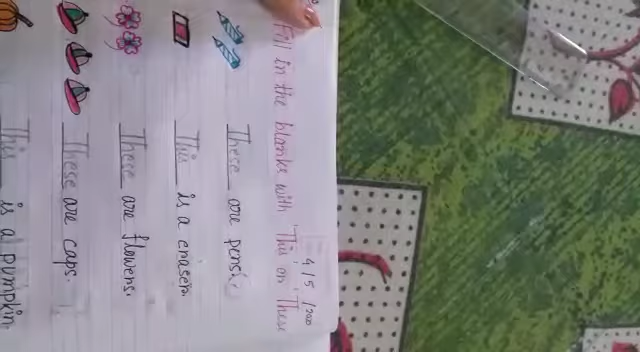 4/5/200
Fill in the blanks with 'This' or 'These
These are pens
This is a eraser.
These are flowers.
These are caps.
This is a pumpkin.